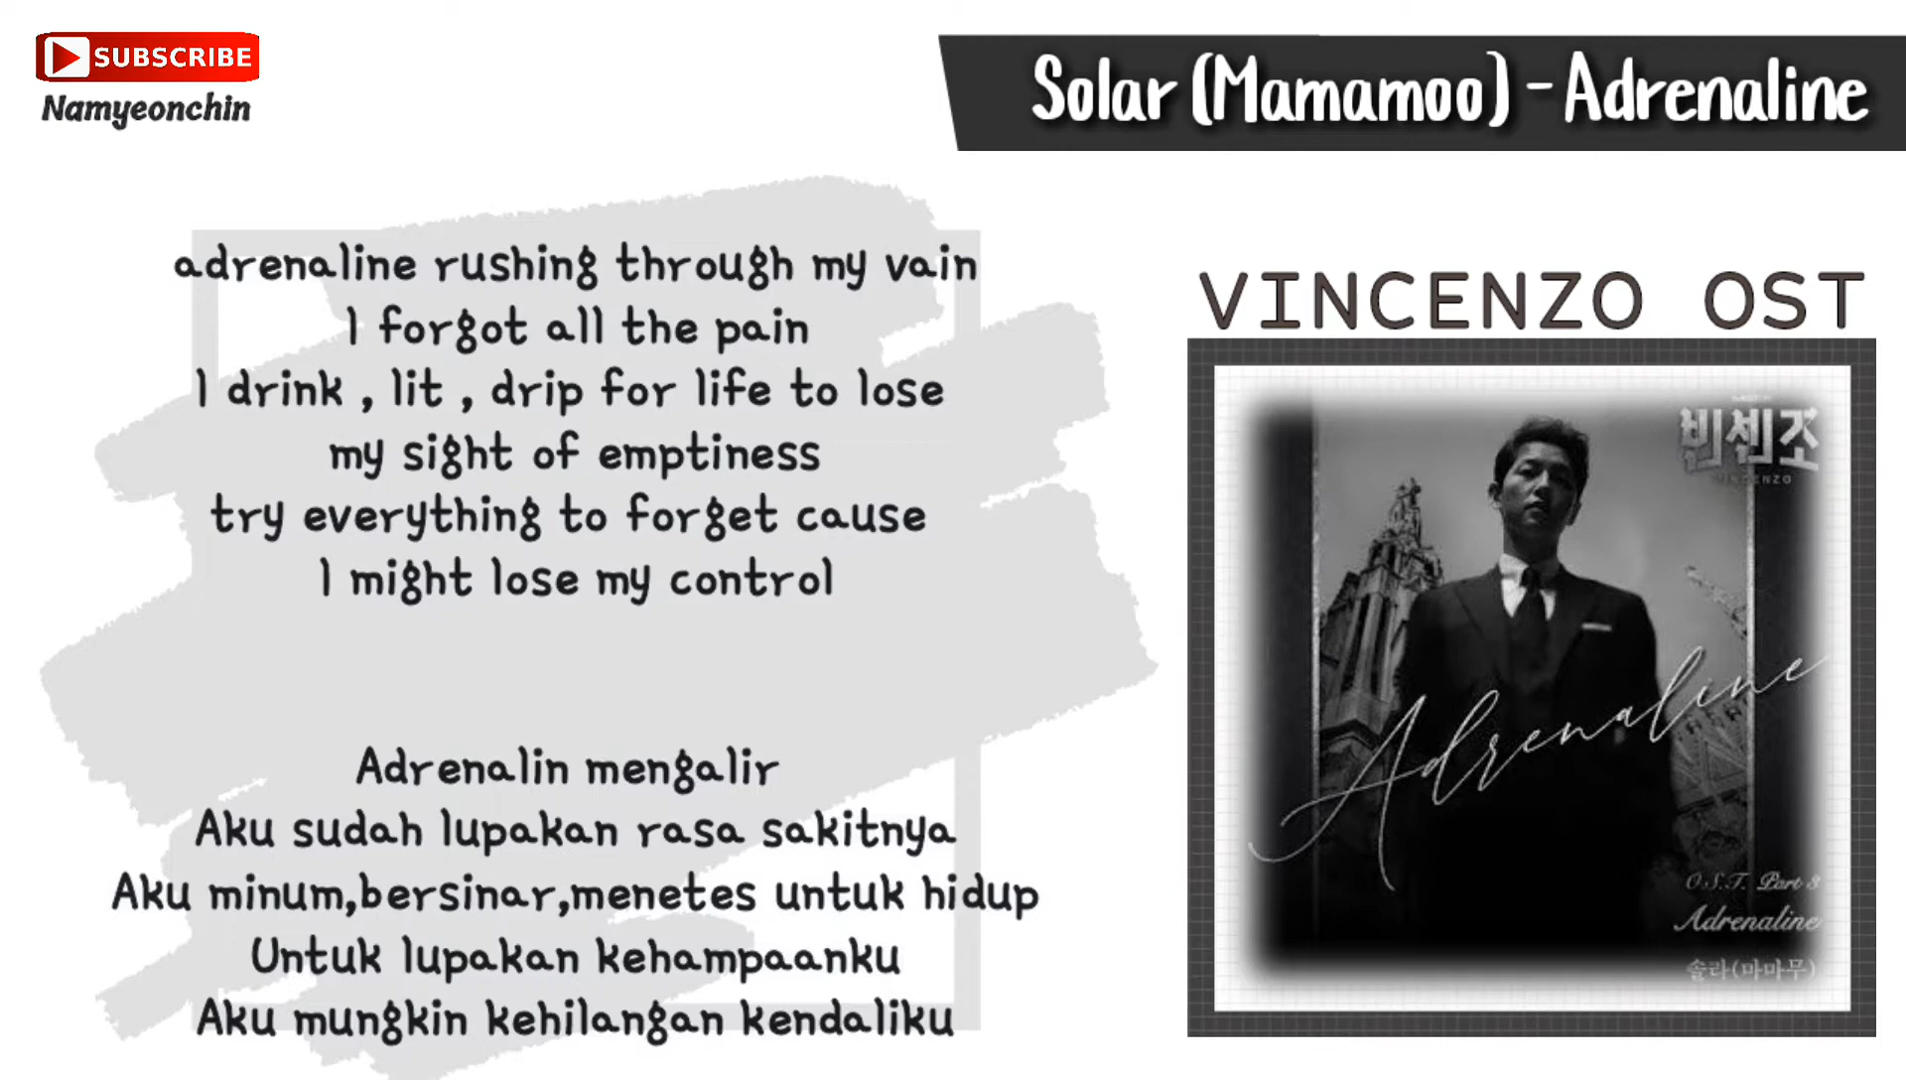 SUBSCRIBE
Namyeonchin
Solar (Mamamoo) - Adrenaline
adrenaline rushing through my vain
I forgot all the pain
I drink , lit , drip for life to lose
my sight of emptiness
try everything to forget cause
I might lose my control
Adrenalin mengalir
Aku sudah lupakan rasa sakitnya
Aku minum,bersinar,menetes untuk hidup
Untuk lupakan kehampaanku
Aku mungkin kehilangan kendaliku
VINCENZO OST
빈센조
VINCENZO
Adrenaline
O.S.T. Part 3
Adrenaline
솔라(마마무)